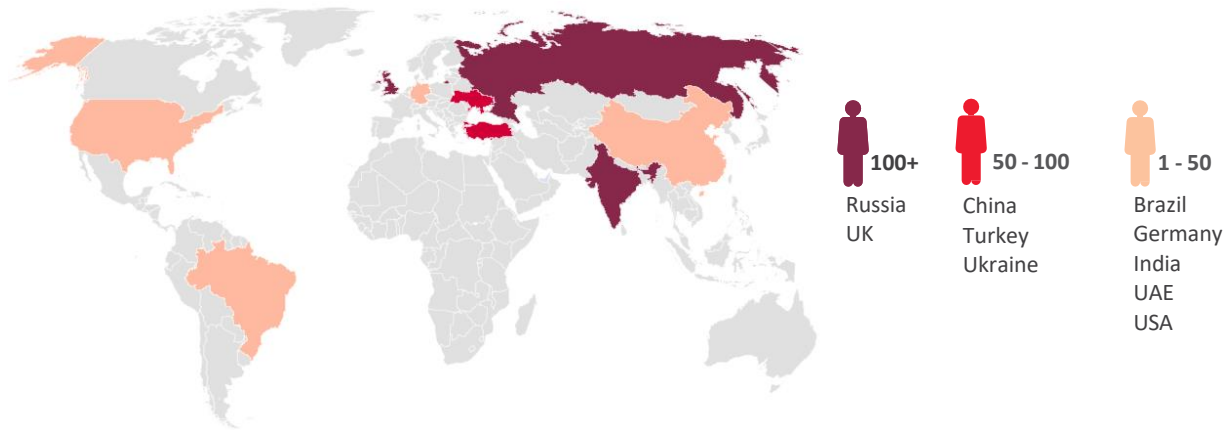 100+
Russia
UK
50 - 100
China
Turkey
Ukraine
1 - 50
Brazil
Germany
India
UAE
USA